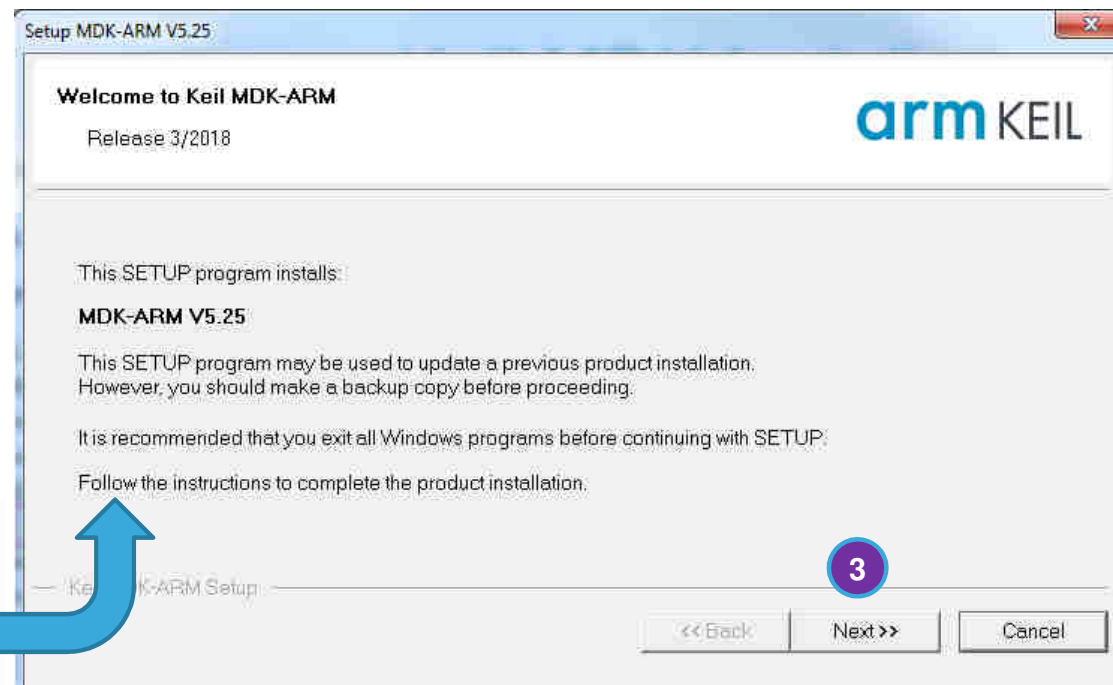 Setup MDK-ARM V5.25
Welcome to Keil MDK-ARM
Release 3/2018
arm KEIL
This SETUP program installs:
MDK-ARM V5.25
This SETUP program may be used to update a previous product installation.
However, you should make a backup copy before proceeding.
It is recommended that you exit all Windows programs before continuing with SETUP.
Follow the instructions to complete the product installation.
3
K-ARM Setup
<< Back
Next >>
Cancel